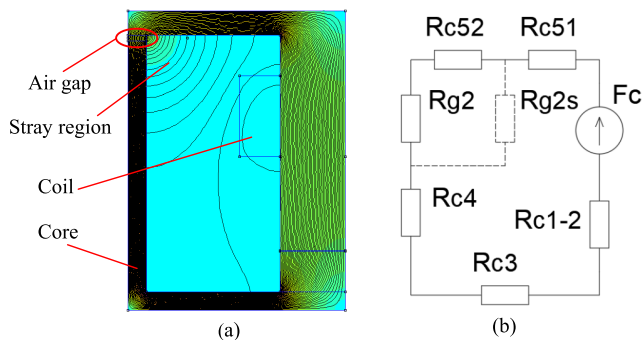 Air gap
Stray region
Coil
Core
(a)
Rc52
Rc51
Rg2
Rg2s
Fc
Rc4
Rc1-2
Rc3
(b)